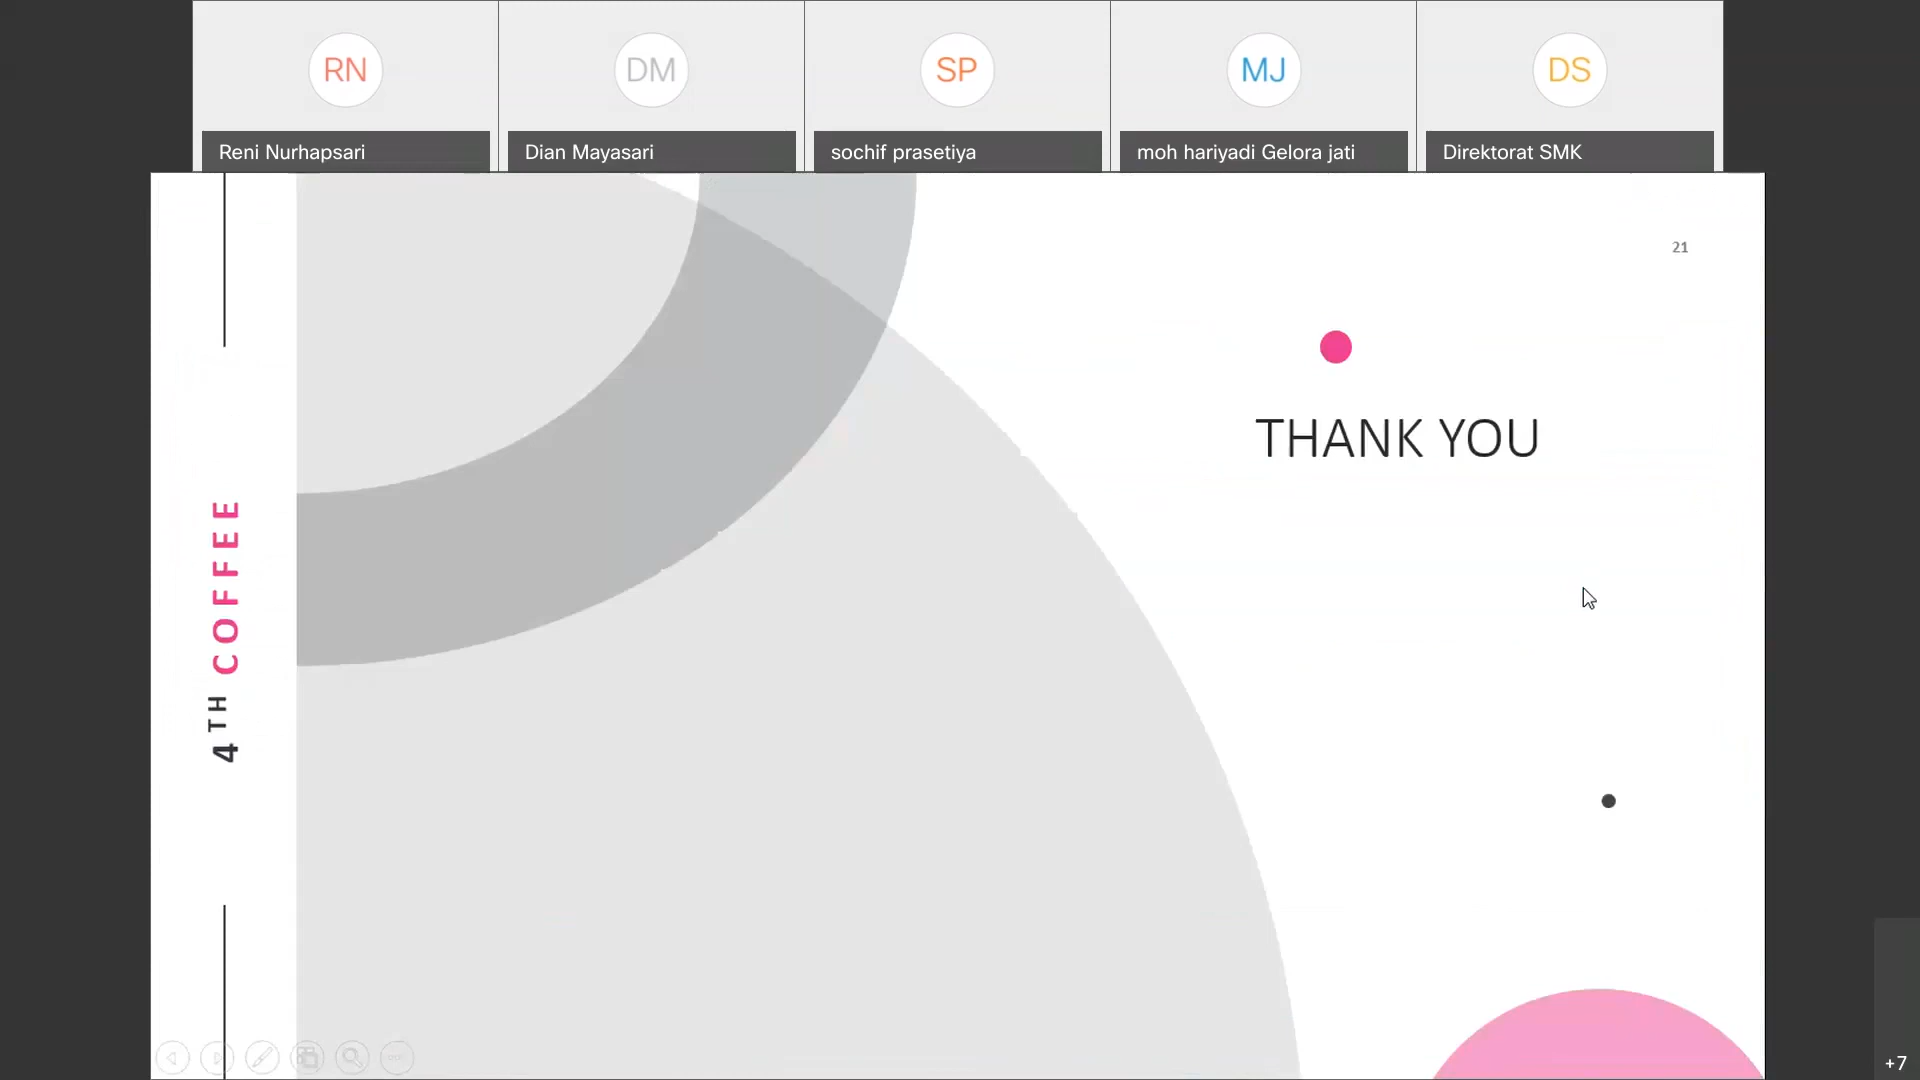 RN
DM
SP
MJ
DS
Reni Nurhapsari
Dian Mayasari
sochif prasetiya
moh hariyadi Gelora jati
Direktorat SMK
21
THANK YOU
4TH COFFEE
+7